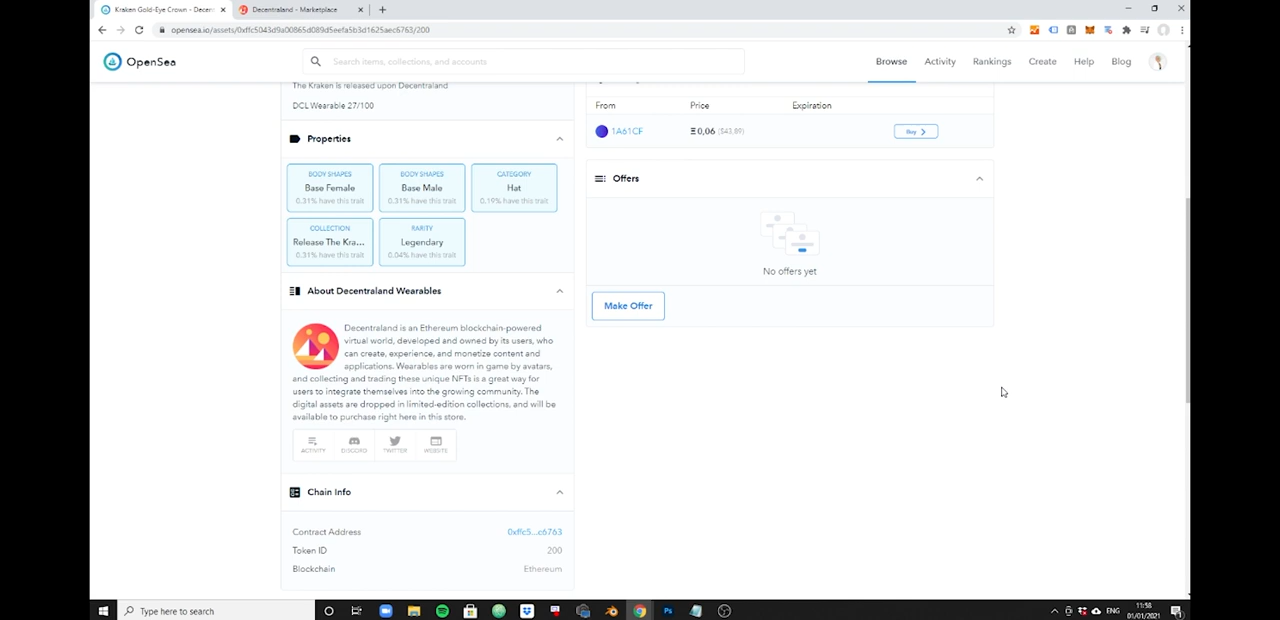 Kraken Gold-Eye Crown - Decen
Decentraland - Marketplace
opensea.io/assets/0xffc5043d9a00865d089d5eefa5b3d1625aec6763/200
OpenSea
Search items, collections, and accounts
Browse
Activity
Rankings
Create
Help
Blog
The Kraken is released upon Decentraland
DCL Wearable 27/100
Properties
BODY SHAPES
Base Female
0.31% have this trait
BODY SHAPES
Base Male
0.31% have this trait
CATEGORY
Hat
0.19% have this trait
COLLECTION
Release The Kra...
0.31% have this trait
RARITY
Legendary
0.04% have this trait
About Decentraland Wearables
Decentraland is an Ethereum blockchain-powered
virtual world, developed and owned by its users, who
can create, experience, and monetize content and
applications. Wearables are worn in game by avatars,
and collecting and trading these unique NFTs is a great way for
users to integrate themselves into the growing community. The
digital assets are dropped in limited-edition collections, and will be
available to purchase right here in this store.
ACTIVITY
DISCORD
TWITTER
WEBSITE
Chain Info
Contract Address 0xffc5...c6763
Token ID 200
Blockchain Ethereum
From Price Expiration
1A61CF Ξ 0,06 ($43,89) Buy
Offers
No offers yet
Make Offer
Type here to search
ENG
11:58
01/01/2021